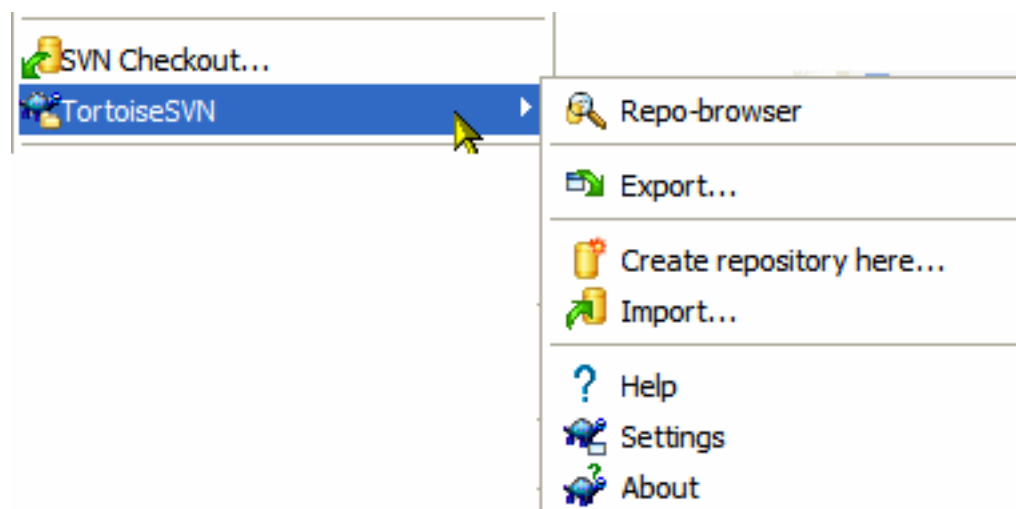 SVN Checkout...
TortoiseSVN
Repo-browser
Export...
Create repository here...
Import...
Help
Settings
About